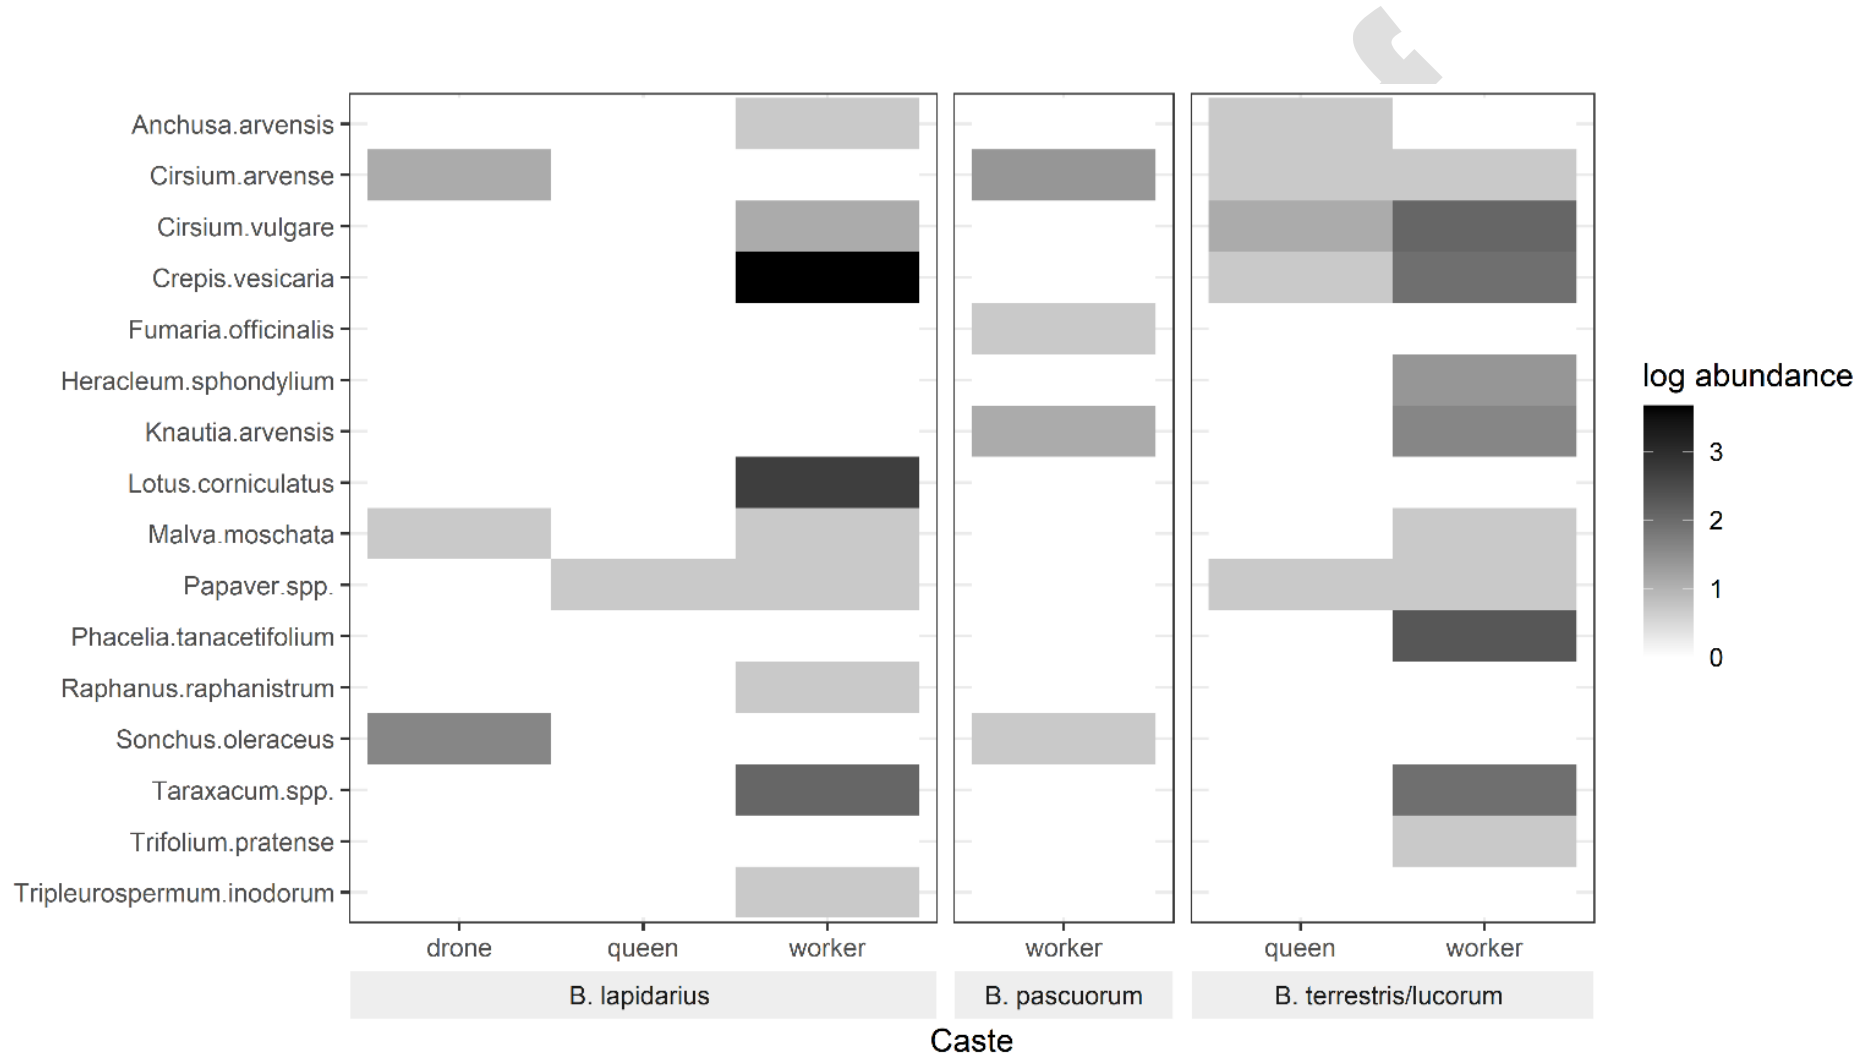 Anchusa.arvensis
Cirsium.arvense
Cirsium.vulgare
Crepis.vesicaria
Fumaria.officinalis
Heracleum.sphondylium
Knautia.arvensis
Lotus.corniculatus
Malva.moschata
Papaver.spp.
Phacelia.tanacetifolium
Raphanus.raphanistrum
Sonchus.oleraceus
Taraxacum.spp.
Trifolium.pratense
Tripleurospermum.inodorum
drone queen worker worker queen worker
B. lapidarius B. pascuorum B. terrestris/lucorum
Caste
log abundance
3
2
1
0